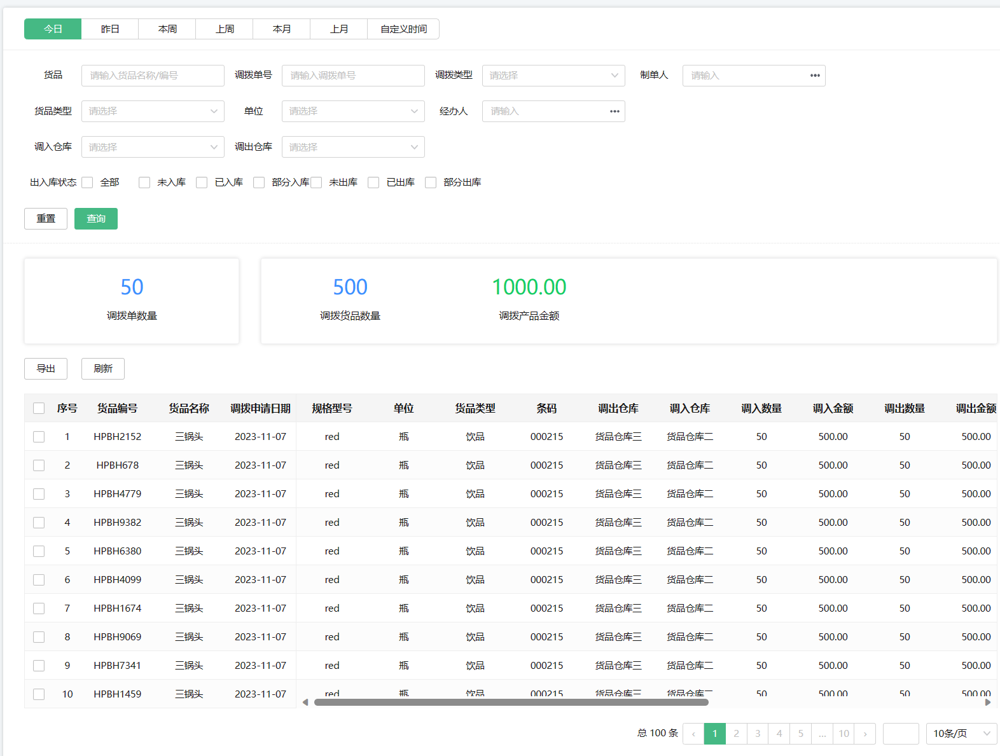 今日 昨日 本周 上周 本月 上月 自定义时间
货品 请输入货品名称/编号 调拨单号 请输入调拨单号 调拨类型 请选择 制单人 请输入 •••
货品类型 请选择 单位 请选择 经办人 请输入 •••
调入仓库 请选择 调出仓库 请选择
出入库状态 全部 未入库 已入库 部分入库 未出库 已出库 部分出库
重置 查询
50 500 1000.00
调拨单数量 调拨货品数量 调拨产品金额
导出 刷新
序号 货品编号 货品名称 调拨申请日期 规格型号 单位 货品类型 条码 调出仓库 调入仓库 调入数量 调入金额 调出数量 调出金额
1 HPBH2152 三锅头 2023-11-07 red 瓶 饮品 000215 货品仓库三 货品仓库二 50 500.00 50 500.00
2 HPBH678 三锅头 2023-11-07 red 瓶 饮品 000215 货品仓库三 货品仓库二 50 500.00 50 500.00
3 HPBH4779 三锅头 2023-11-07 red 瓶 饮品 000215 货品仓库三 货品仓库二 50 500.00 50 500.00
4 HPBH9382 三锅头 2023-11-07 red 瓶 饮品 000215 货品仓库三 货品仓库二 50 500.00 50 500.00
5 HPBH6380 三锅头 2023-11-07 red 瓶 饮品 000215 货品仓库三 货品仓库二 50 500.00 50 500.00
6 HPBH4099 三锅头 2023-11-07 red 瓶 饮品 000215 货品仓库三 货品仓库二 50 500.00 50 500.00
7 HPBH1674 三锅头 2023-11-07 red 瓶 饮品 000215 货品仓库三 货品仓库二 50 500.00 50 500.00
8 HPBH9069 三锅头 2023-11-07 red 瓶 饮品 000215 货品仓库三 货品仓库二 50 500.00 50 500.00
9 HPBH7341 三锅头 2023-11-07 red 瓶 饮品 000215 货品仓库三 货品仓库二 50 500.00 50 500.00
10 HPBH1459 三锅头 2023-11-07 red 瓶 饮品 000215 货品仓库三 货品仓库二 50 500.00 50 500.00
总 100 条 ‹ 1 2 3 4 5 ... 10 › 10条/页